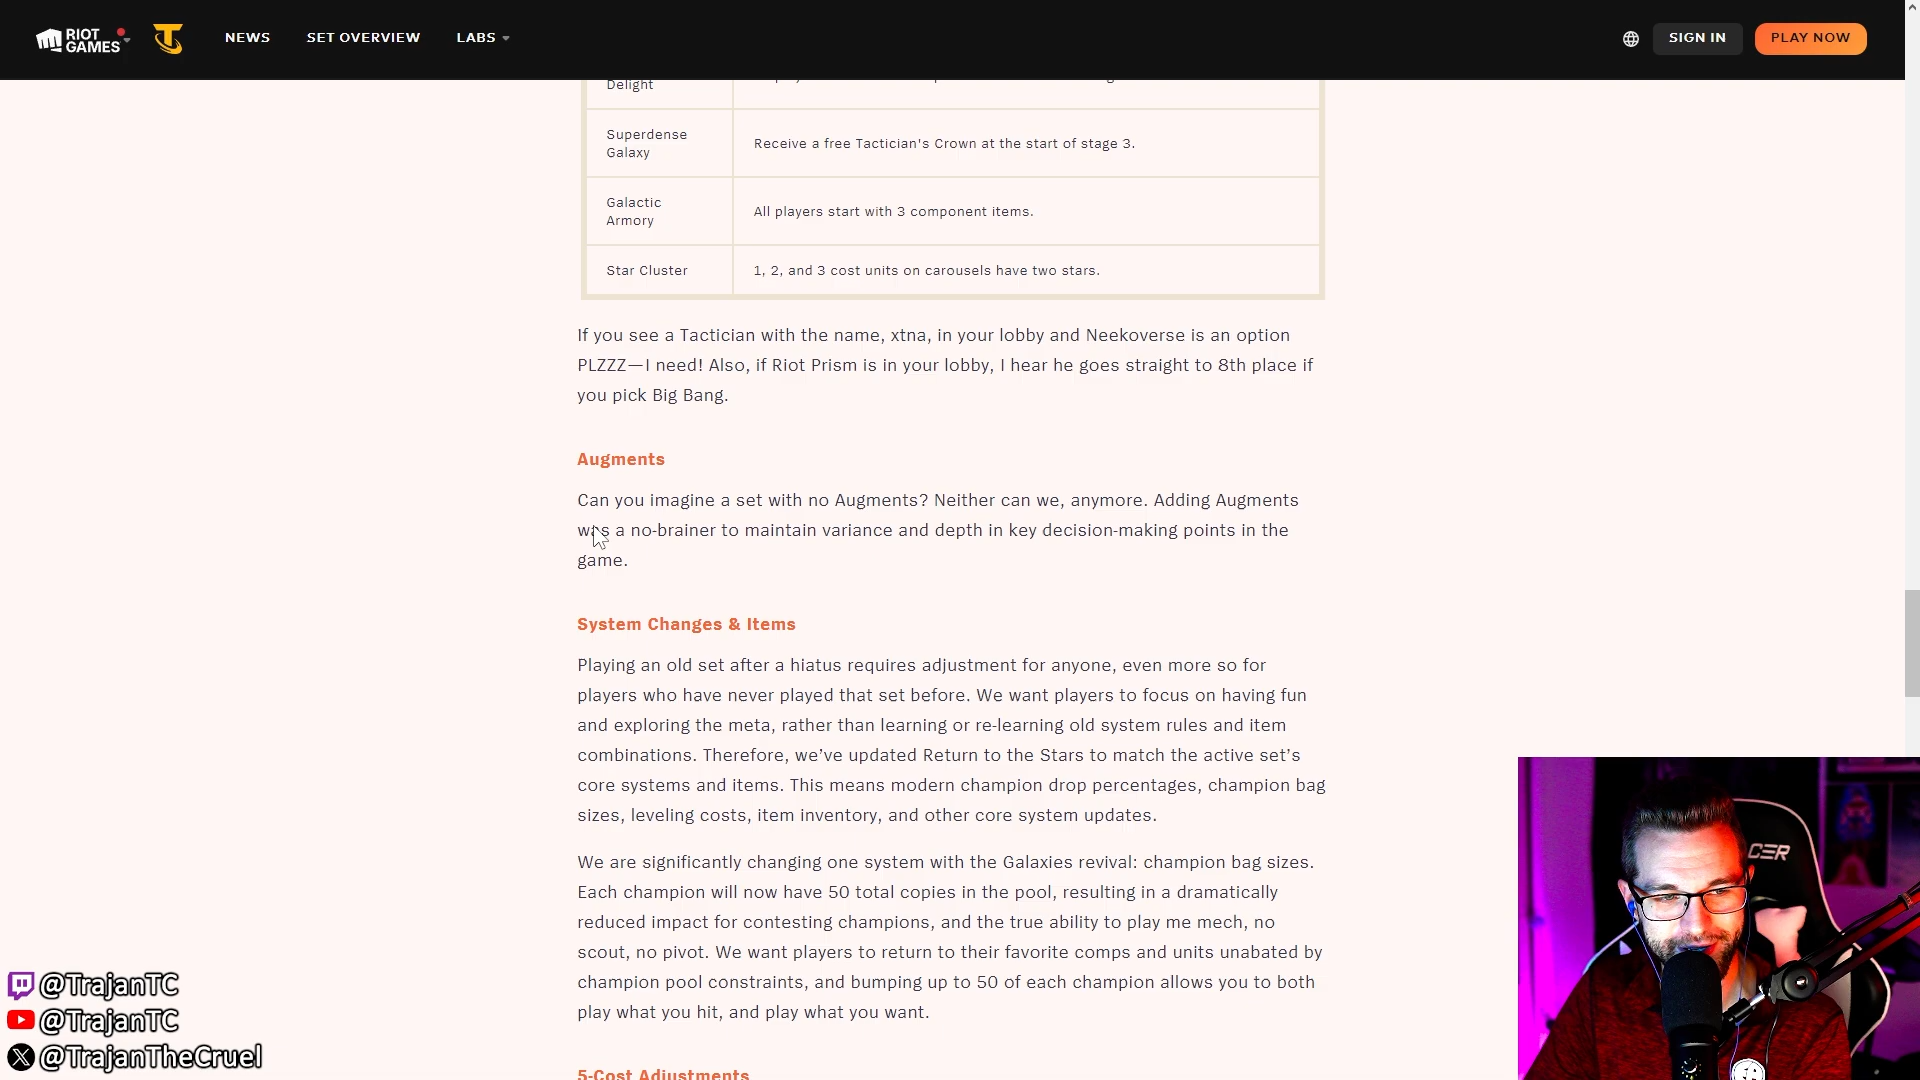 RIOT
GAMES
NEWS
SET OVERVIEW
LABS
SIGN IN
PLAY NOW
Delight
Superdense
Galaxy
Receive a free Tactician's Crown at the start of stage 3.
Galactic
Armory
All players start with 3 component items.
Star Cluster
1, 2, and 3 cost units on carousels have two stars.
If you see a Tactician with the name, xtna, in your lobby and Neekoverse is an option
PLZZZ—I need! Also, if Riot Prism is in your lobby, I hear he goes straight to 8th place if
you pick Big Bang.
Augments
Can you imagine a set with no Augments? Neither can we, anymore. Adding Augments
was a no-brainer to maintain variance and depth in key decision-making points in the
game.
System Changes & Items
Playing an old set after a hiatus requires adjustment for anyone, even more so for
players who have never played that set before. We want players to focus on having fun
and exploring the meta, rather than learning or re-learning old system rules and item
combinations. Therefore, we’ve updated Return to the Stars to match the active set’s
core systems and items. This means modern champion drop percentages, champion bag
sizes, leveling costs, item inventory, and other core system updates.
We are significantly changing one system with the Galaxies revival: champion bag sizes.
Each champion will now have 50 total copies in the pool, resulting in a dramatically
reduced impact for contesting champions, and the true ability to play me mech, no
scout, no pivot. We want players to return to their favorite comps and units unabated by
champion pool constraints, and bumping up to 50 of each champion allows you to both
play what you hit, and play what you want.
5-Cost Adjustments
@TrajanTC
@TrajanTC
@TrajanTheCruel
CER